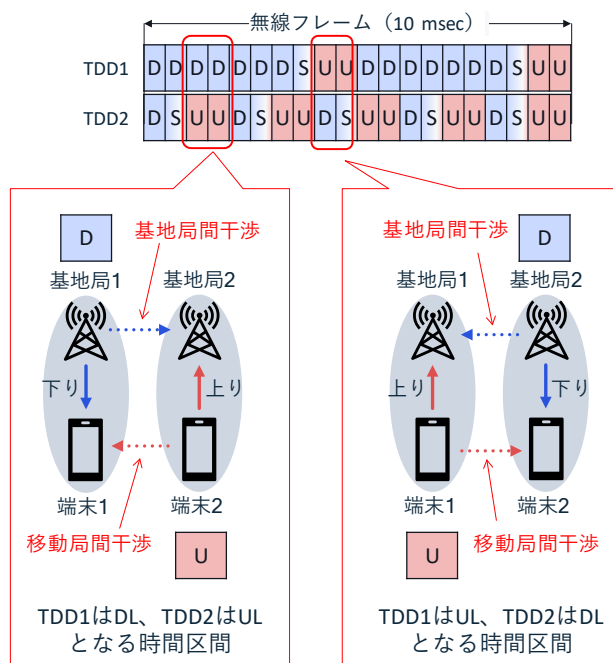 無線フレーム（10 msec）
TDD1 D D D D D D D S U U D D D D D D D S U U
TDD2 D S U U D S U U D S U U D S U U D S U U
D
基地局間干渉
基地局1
基地局2
下り
上り
端末1
端末2
移動局間干渉
U
TDD1はDL、TDD2はUL
となる時間区間
基地局間干渉
D
基地局1
基地局2
上り
下り
端末1
端末2
U
移動局間干渉
TDD1はUL、TDD2はDL
となる時間区間